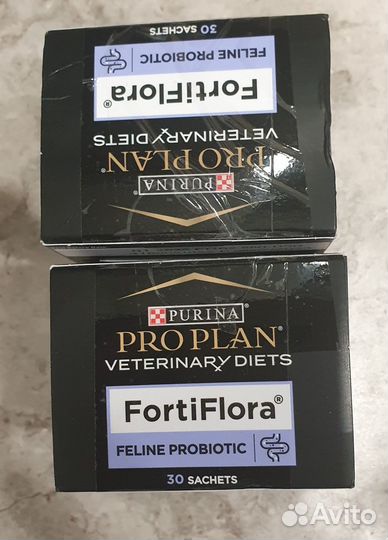 30 SACHETS
FELINE PROBIOTIC
FortiFlora®
VETERINARY DIETS
PRO PLAN®
PURINA
PURINA
PRO PLAN®
VETERINARY DIETS
FortiFlora®
FELINE PROBIOTIC
30 SACHETS
Avito